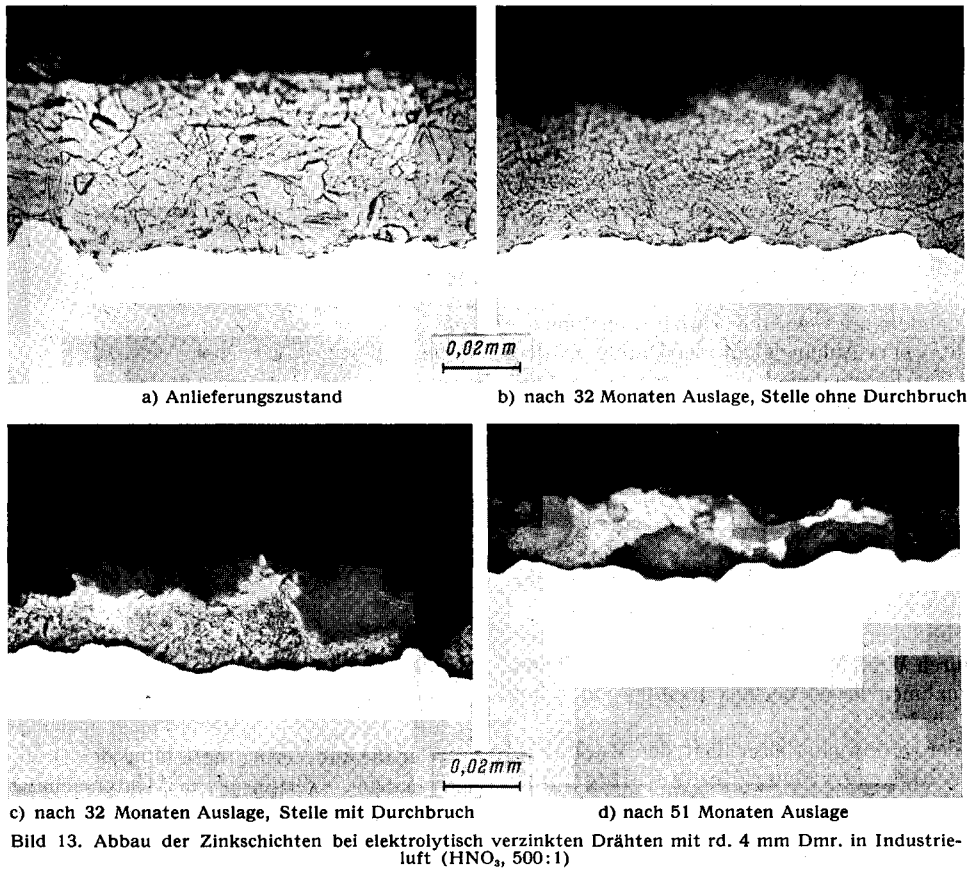 0,02mm
a) Anlieferungszustand
b) nach 32 Monaten Auslage, Stelle ohne Durchbruch
0,02mm
c) nach 32 Monaten Auslage, Stelle mit Durchbruch
d) nach 51 Monaten Auslage
Bild 13. Abbau der Zinkschichten bei elektrolytisch verzinkten Drähten mit rd. 4 mm Dmr. in Industrie-
luft (HNO₃, 500:1)